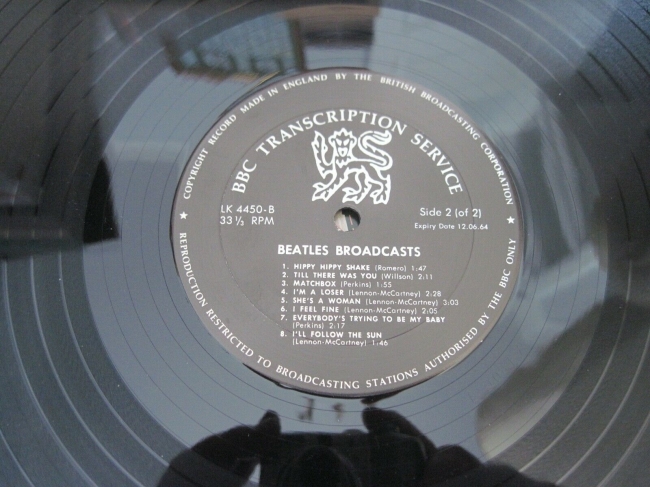 COPYRIGHT RECORD MADE IN ENGLAND BY THE BRITISH BROADCASTING CORPORATION
BBC TRANSCRIPTION SERVICE
LK 4450-B
33⅓ RPM
Side 2 (of 2)
Expiry Date 12.06.64
BEATLES BROADCASTS
1. HIPPY HIPPY SHAKE (Romero) 1:47
2. TILL THERE WAS YOU (Willson) 2:11
3. MATCHBOX (Perkins) 1:55
4. I'M A LOSER (Lennon-McCartney) 2:28
5. SHE'S A WOMAN (Lennon-McCartney) 3:03
6. I FEEL FINE (Lennon-McCartney) 2:05
7. EVERYBODY'S TRYING TO BE MY BABY
(Perkins) 2:17
8. I'LL FOLLOW THE SUN
(Lennon-McCartney) 1:46
★ REPRODUCTION RESTRICTED TO BROADCASTING STATIONS AUTHORISED BY THE BBC ONLY ★